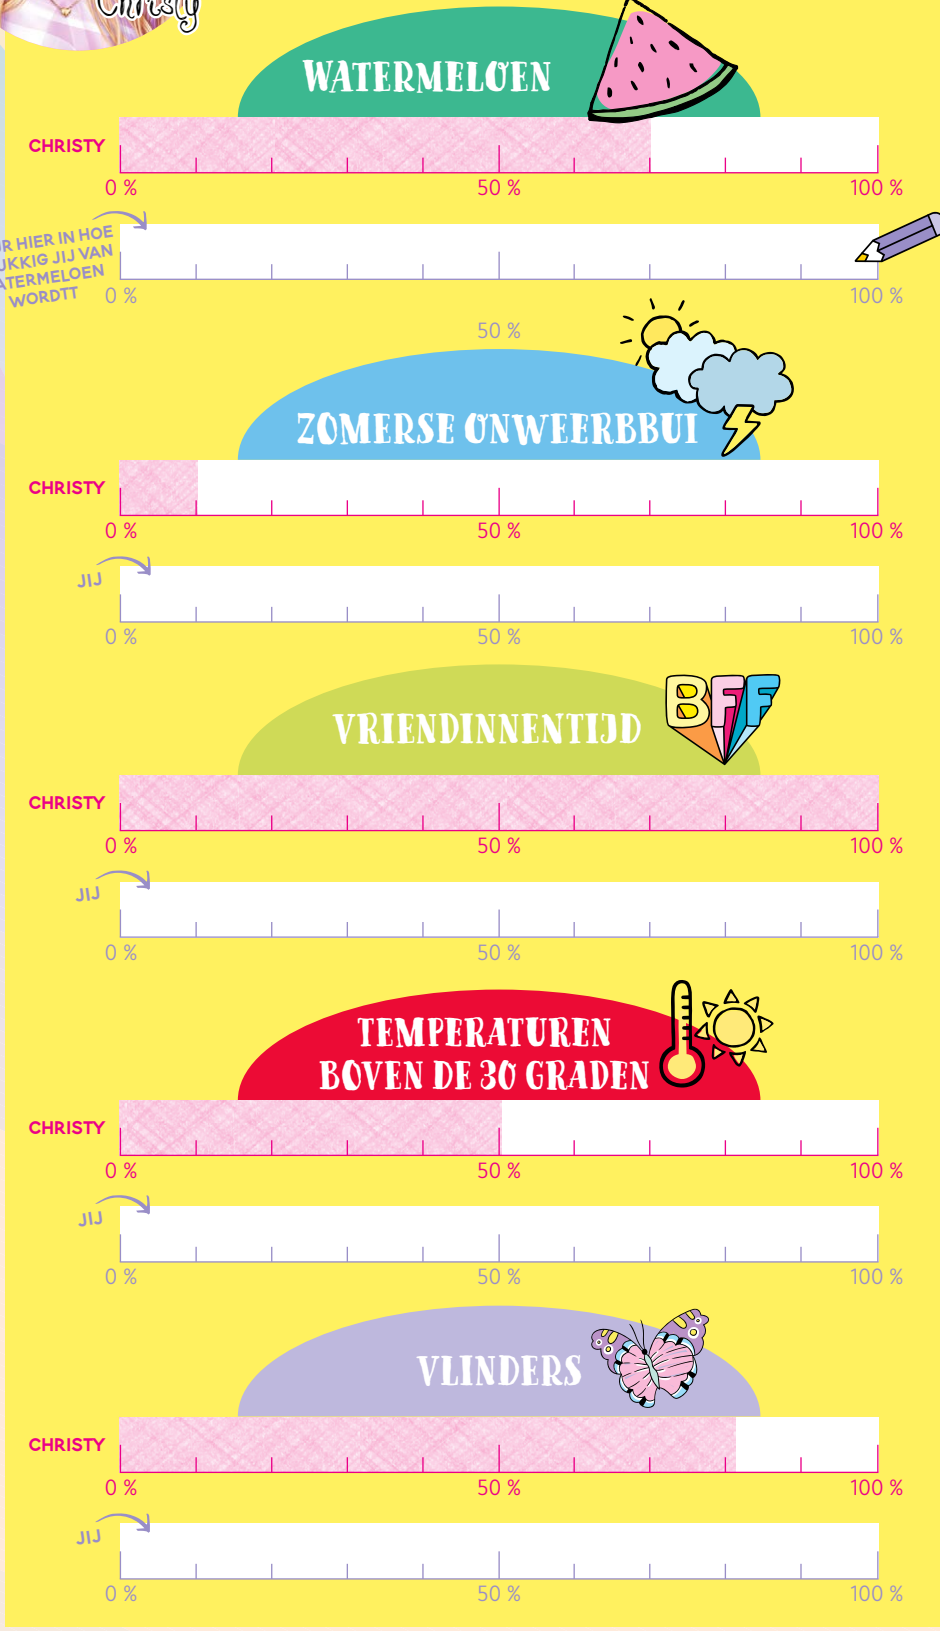 Christy
WATERMELOEN
CHRISTY
0 % 50 % 100 %
HIER IN HOE
JIJ VAN
WORDTT
0 % 100 %
50 %
ZOMERSE ONWEERBBUI
CHRISTY
0 % 50 % 100 %
JIJ
0 % 50 % 100 %
VRIENDINNENTIJD
BFF
CHRISTY
0 % 50 % 100 %
JIJ
0 % 50 % 100 %
TEMPERATUREN
BOVEN DE 30 GRADEN
CHRISTY
0 % 50 % 100 %
JIJ
0 % 50 % 100 %
VLINDERS
CHRISTY
0 % 50 % 100 %
JIJ
0 % 50 % 100 %